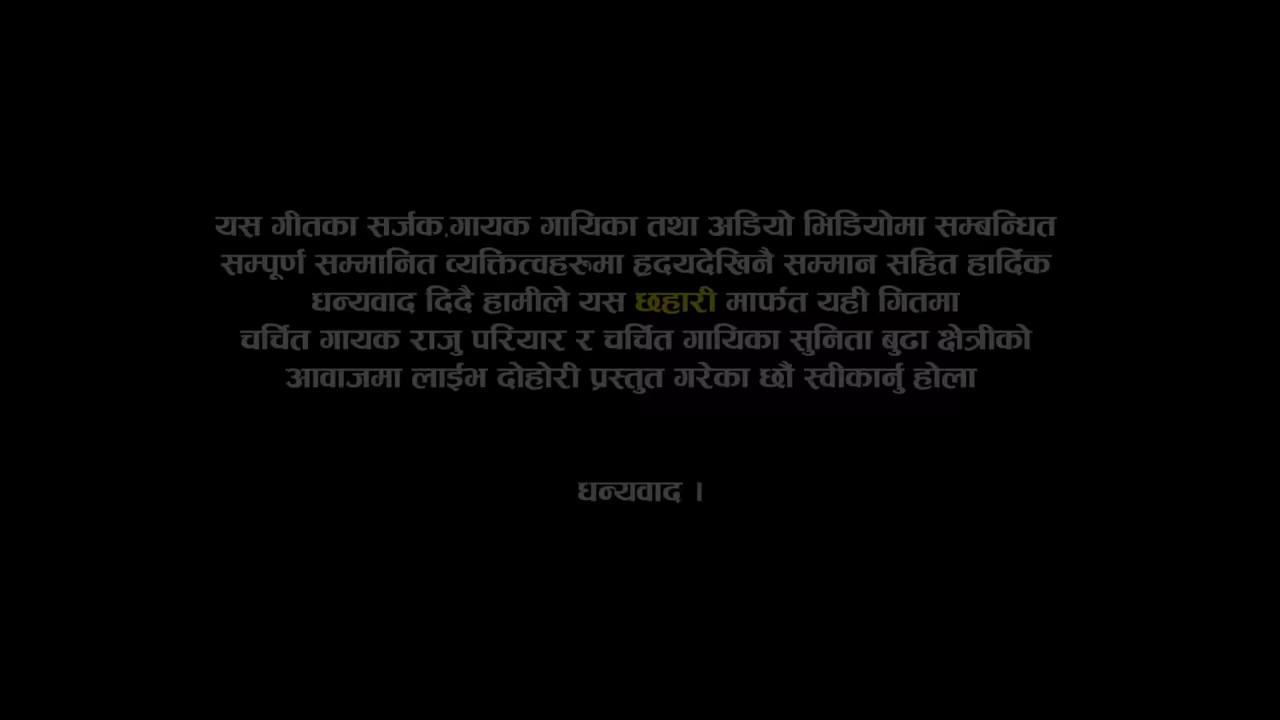 यस गीतका सर्जक,गायक गायिका तथा अडियो भिडियोमा सम्बन्धित
सम्पूर्ण सम्मानित व्यक्तित्वहरूमा हृदयदेखिनै सम्मान सहित हार्दिक
धन्यवाद दिदै हामीले यस छहारी मार्फत यही गितमा
चर्चित गायक राजु परियार र चर्चित गायिका सुनिता बुढा क्षेत्रीको
आवाजमा लाईभ दोहोरी प्रस्तुत गरेका छौं स्वीकार्नु होला
धन्यवाद ।